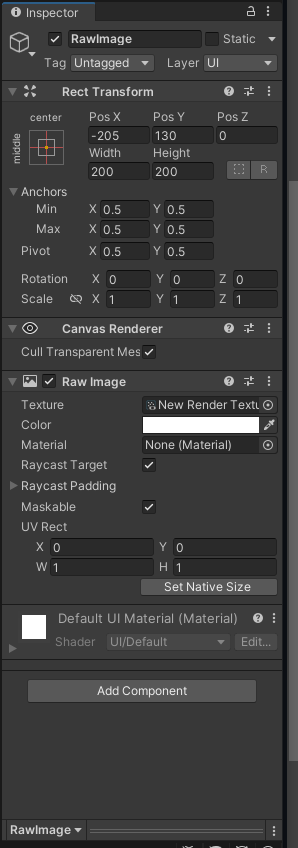 Inspector
RawImage Static
Tag Untagged Layer UI
Rect Transform
center
middle
Pos X Pos Y Pos Z
-205 130 0
Width Height
200 200
R
Anchors
Min X 0.5 Y 0.5
Max X 0.5 Y 0.5
Pivot X 0.5 Y 0.5
Rotation X 0 Y 0 Z 0
Scale X 1 Y 1 Z 1
Canvas Renderer
Cull Transparent Mes
Raw Image
Texture New Render Textu
Color
Material None (Material)
Raycast Target
Raycast Padding
Maskable
UV Rect
X 0 Y 0
W 1 H 1
Set Native Size
Default UI Material (Material)
Shader UI/Default Edit...
Add Component
RawImage